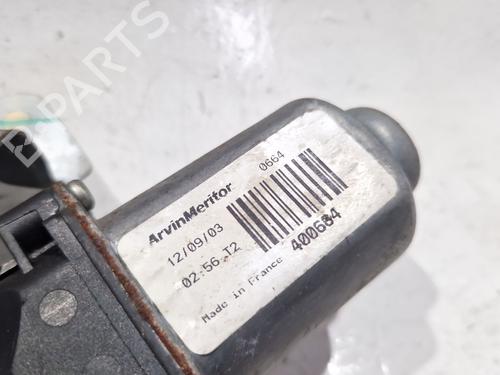 B-PARTS
ArvinMeritor 0664
12/09/03
02:56 T2 400684
Made in France